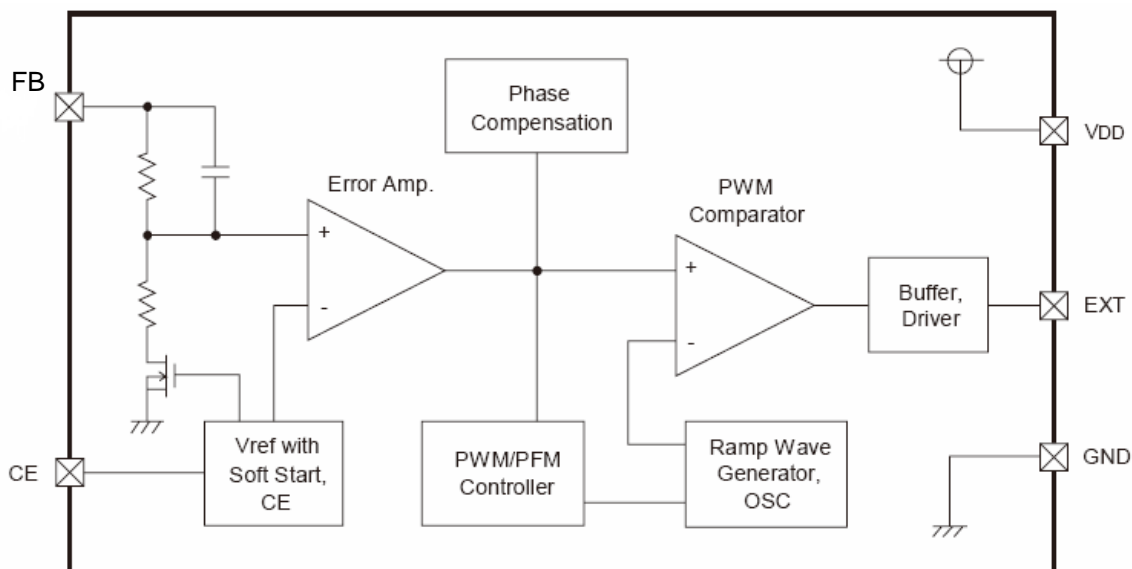 FB
Phase
Compensation
VDD
Error Amp.
PWM
Comparator
+
-
+
-
Buffer,
Driver
EXT
CE
Vref with
Soft Start,
CE
PWM/PFM
Controller
Ramp Wave
Generator,
OSC
GND